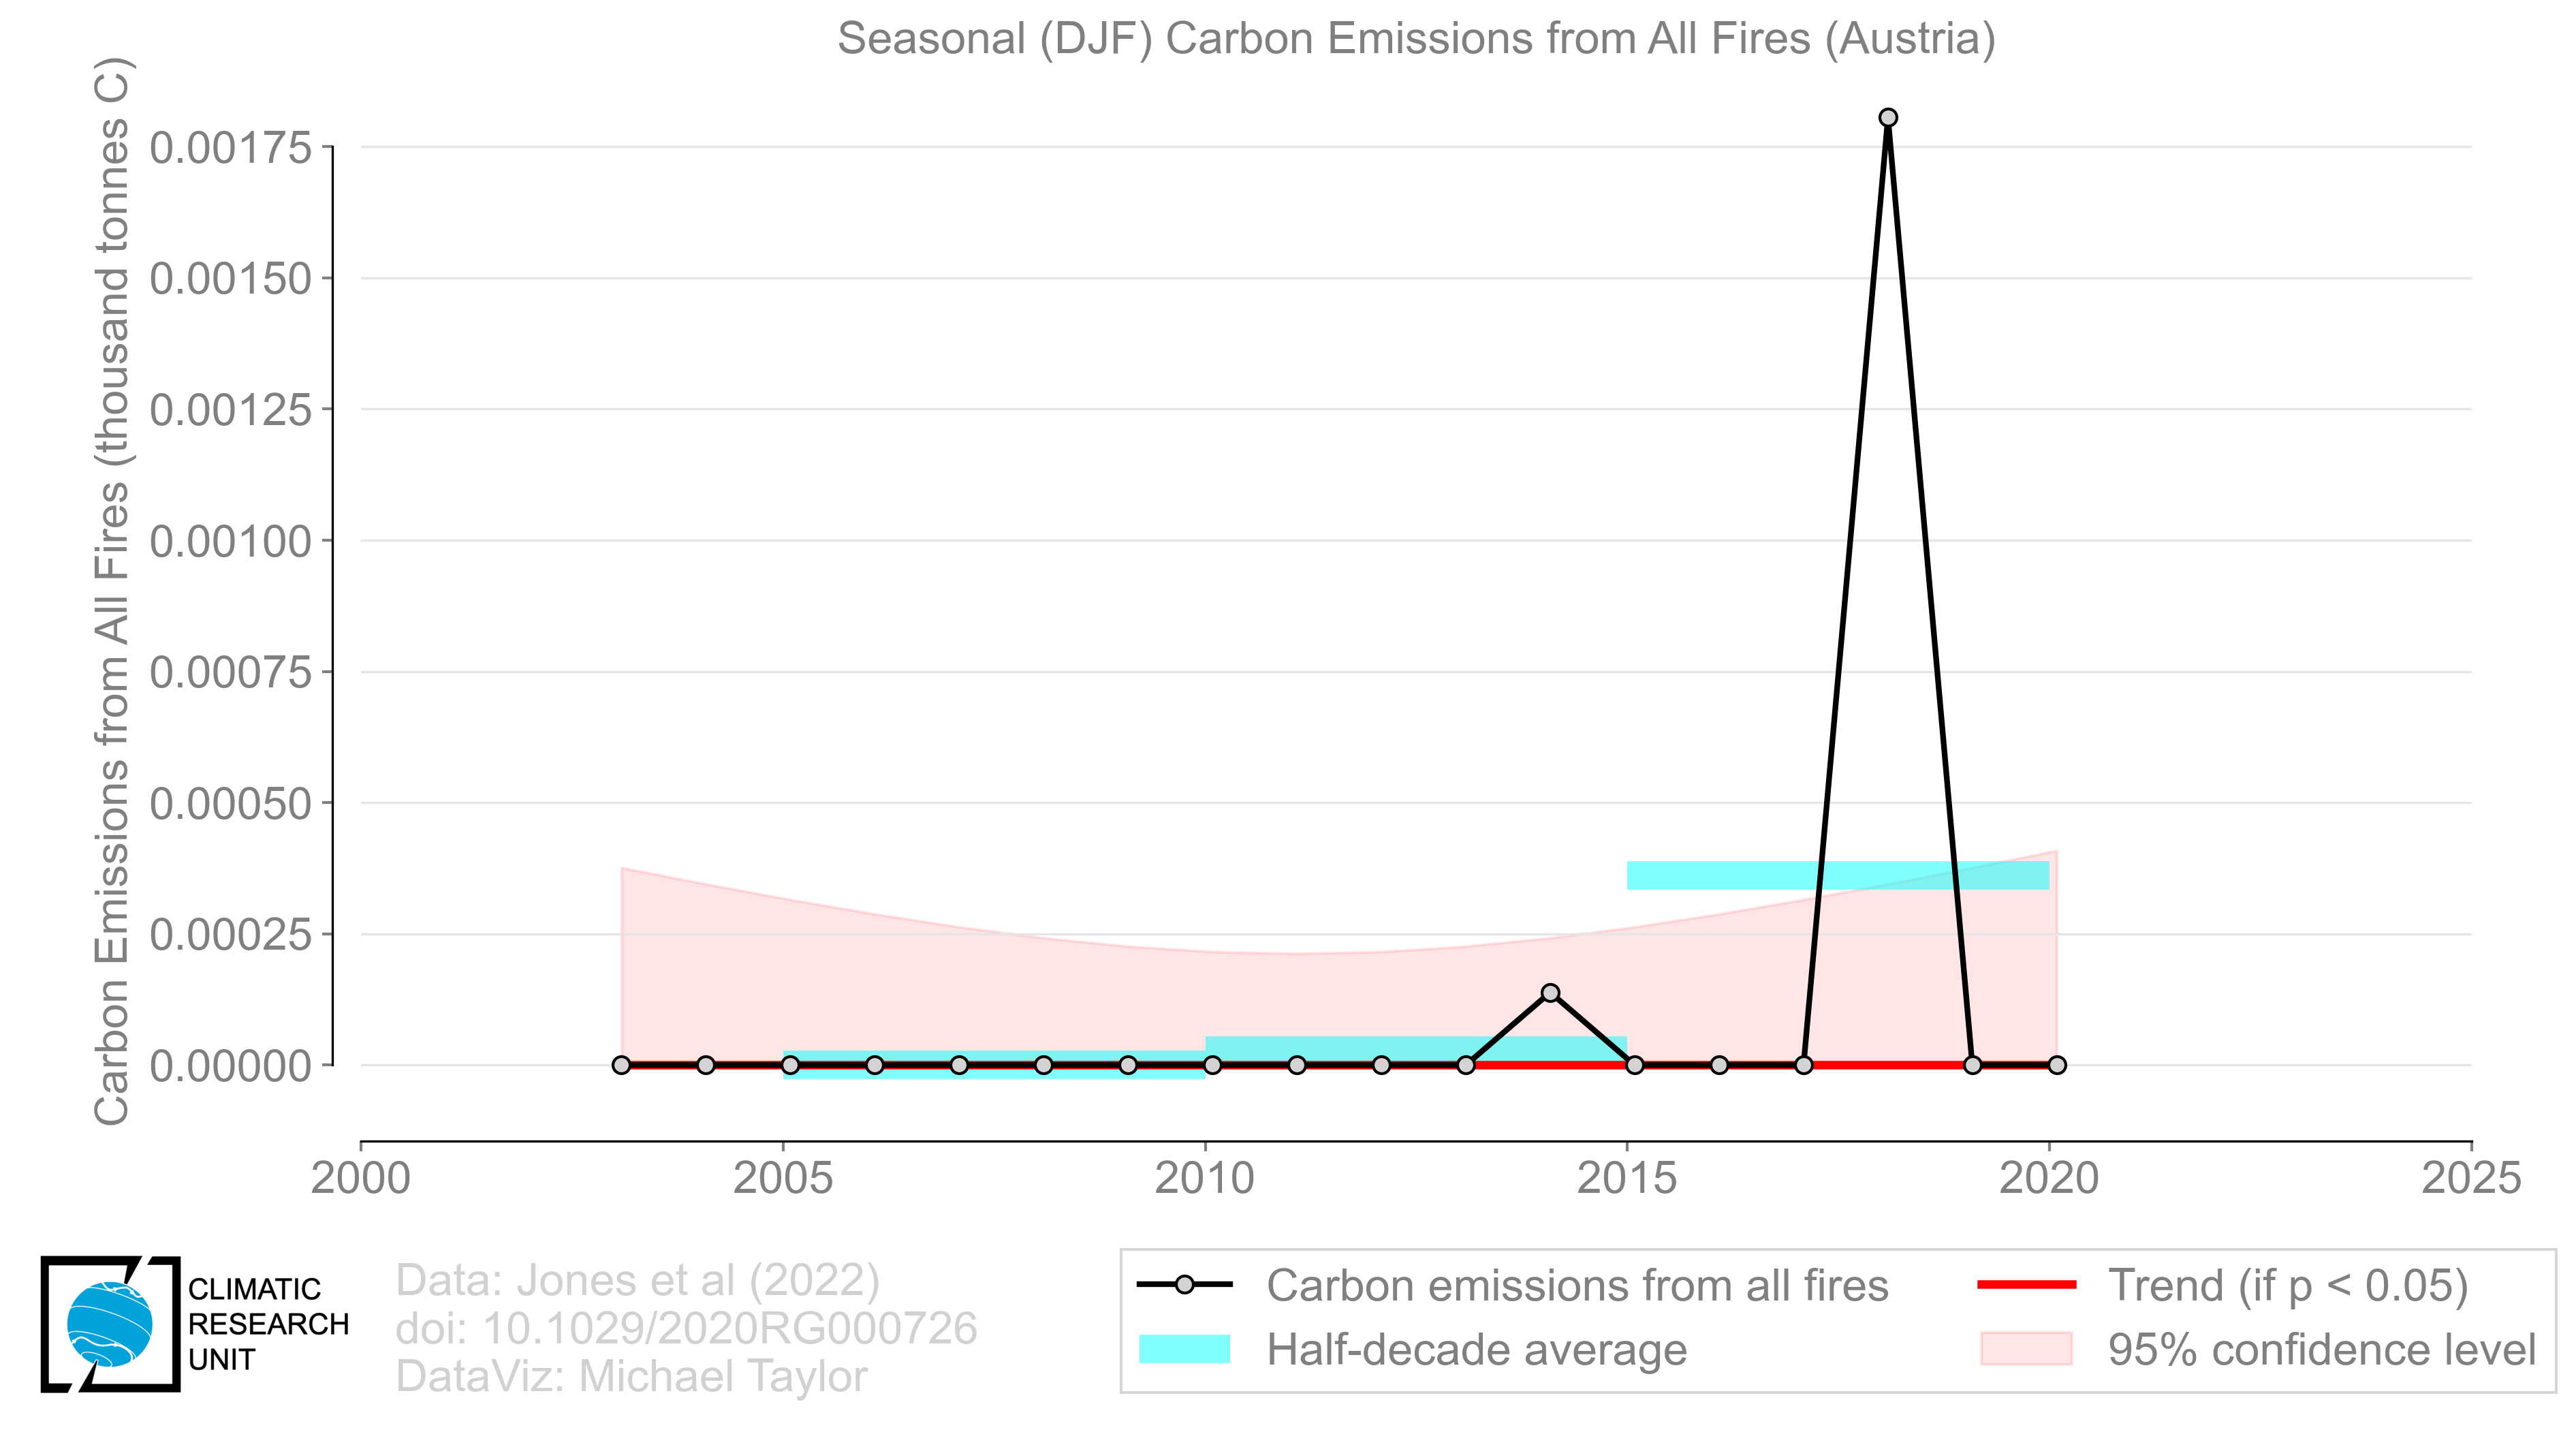 Seasonal (DJF) Carbon Emissions from All Fires (Austria)
Carbon Emissions from All Fires (thousand tonnes C)
0.00175
0.00150
0.00125
0.00100
0.00075
0.00050
0.00025
0.00000
2000 2005 2010 2015 2020 2025
CLIMATIC
RESEARCH
UNIT
Data: Jones et al (2022)
doi: 10.1029/2020RG000726
DataViz: Michael Taylor
Carbon emissions from all fires
Half-decade average
Trend (if p < 0.05)
95% confidence level